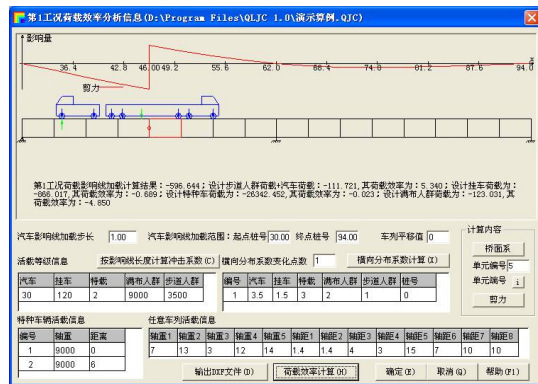 第1工况荷载效率分析信息(D:\Program Files\QLJC 1.0\演示算例.QJC)
影响量
36.4 42.8 46.00 49.2 55.6 62.0 68.4 74.8 81.2 87.6 94.0
剪力
第1工况荷载影响线加载计算结果：-596.644；设计步道人群荷载+汽车荷载：-111.721,其荷载效率为：5.340；设计挂车荷载为：
-866.017,其荷载效率为：-0.689；设计特种车荷载为：-26342.452,其荷载效率为：-0.023；设计满布人群荷载为：-123.031,其
荷载效率为：-4.850
汽车影响线加载步长 1.00 汽车影响线加载范围：起点桩号 30.00 终点桩号 94.00 车列平移值 0
计算内容
桥面系
单元编号 5
单元端号 i
剪力
活载等级信息 按影响线长度计算冲击系数(C) 横向分布系数变化点数 1 横向分布系数计算(X)
汽车 挂车 特载 满布人群 步道人群
30 120 2 9000 3500
编号 汽车 挂车 特载 满布人群 步道人群 桩号
1 3.5 1.5 3 2 1 0
特种车辆活载信息
编号 轴重 距离
1 9000 0
2 9000 6
任意车列活载信息
轴重1 轴重2 轴重3 轴重4 轴重5 轴距1 轴距2 轴距3 轴距4 轴距5 轴距6 轴距7 轴距8
7 13 3 12 14 1.4 1.4 4 3 15 7 10 10
输出DXF文件(D) 荷载效率计算(H) 确定(E) 取消(Q) 帮助(F1)